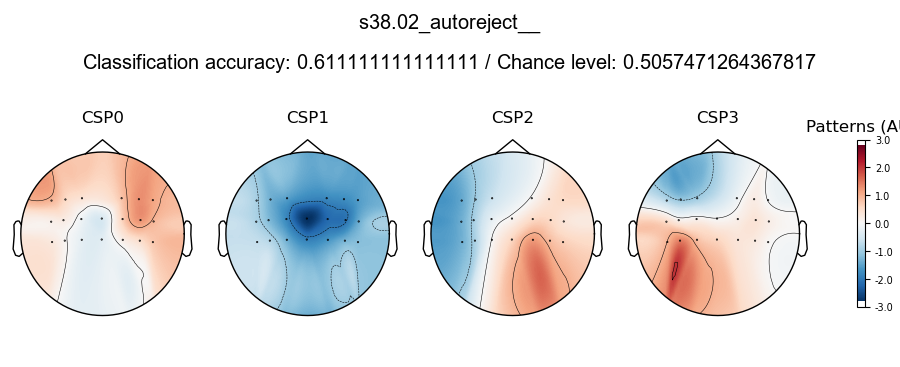 s38.02_autoreject__
Classification accuracy: 0.611111111111111 / Chance level: 0.5057471264367817
CSP0 CSP1 CSP2 CSP3
Patterns (AU
3.0
2.0
1.0
0.0
-1.0
-2.0
-3.0